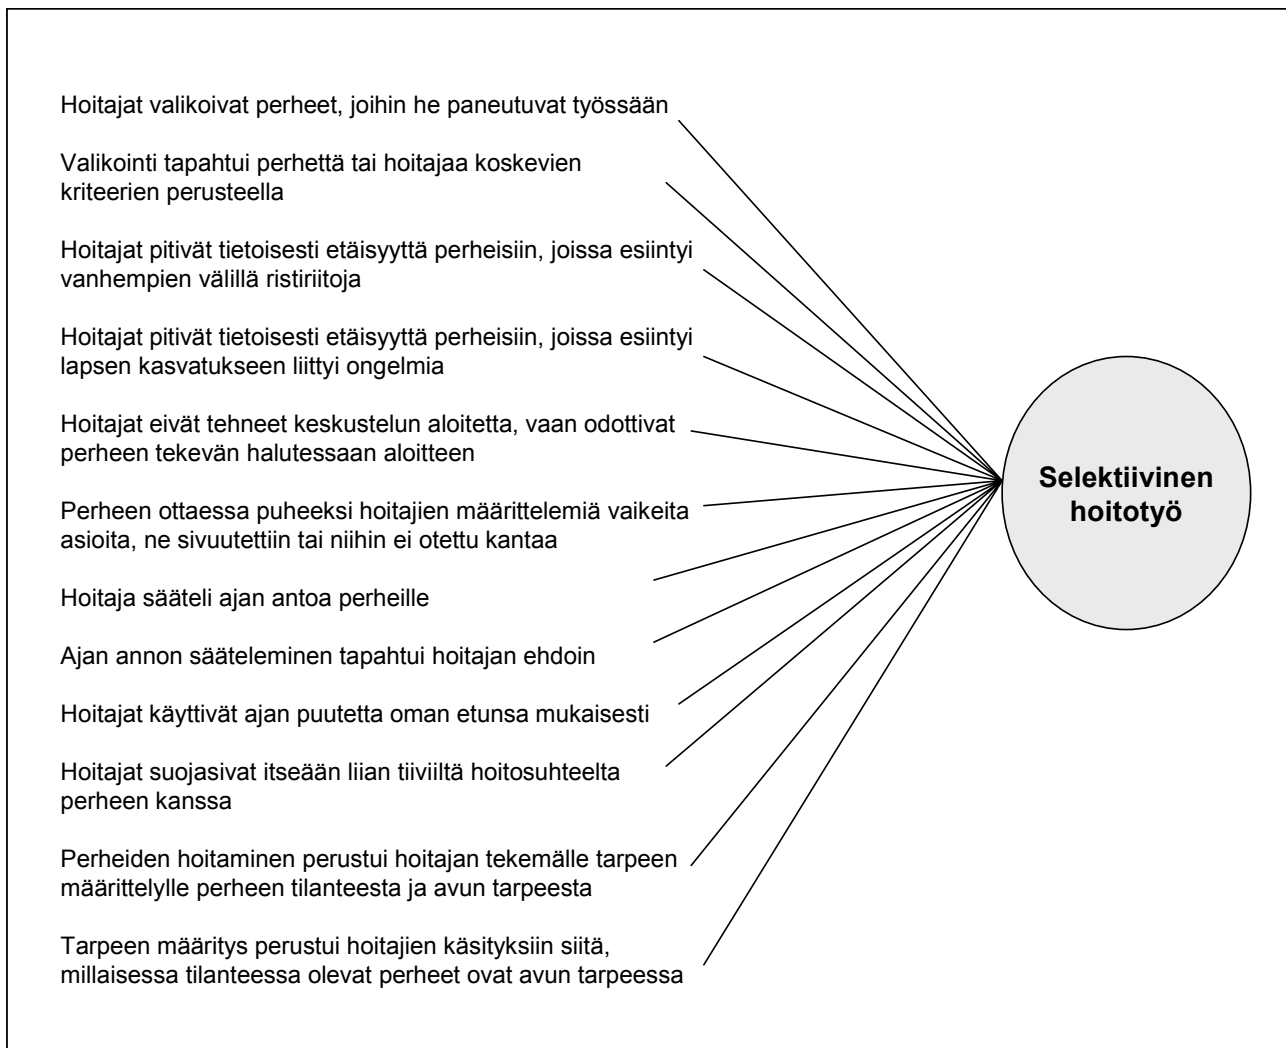 Hoitajat valikoivat perheet, joihin he paneutuvat työssään
Valikointi tapahtui perhettä tai hoitajaa koskevien
kriteerien perusteella
Hoitajat pitivät tietoisesti etäisyyttä perheisiin, joissa esiintyi
vanhempien välillä ristiriitoja
Hoitajat pitivät tietoisesti etäisyyttä perheisiin, joissa esiintyi
lapsen kasvatukseen liittyi ongelmia
Hoitajat eivät tehneet keskustelun aloitetta, vaan odottivat
perheen tekevän halutessaan aloitteen
Perheen ottaessa puheeksi hoitajien määrittelemiä vaikeita
asioita, ne sivuutettiin tai niihin ei otettu kantaa
Hoitaja sääteli ajan antoa perheille
Ajan annon sääteleminen tapahtui hoitajan ehdoin
Hoitajat käyttivät ajan puutetta oman etunsa mukaisesti
Hoitajat suojasivat itseään liian tiiviiltä hoitosuhteelta
perheen kanssa
Perheiden hoitaminen perustui hoitajan tekemälle tarpeen
määrittelylle perheen tilanteesta ja avun tarpeesta
Tarpeen määritys perustui hoitajien käsityksiin siitä,
millaisessa tilanteessa olevat perheet ovat avun tarpeessa
Selektiivinen
hoitotyö